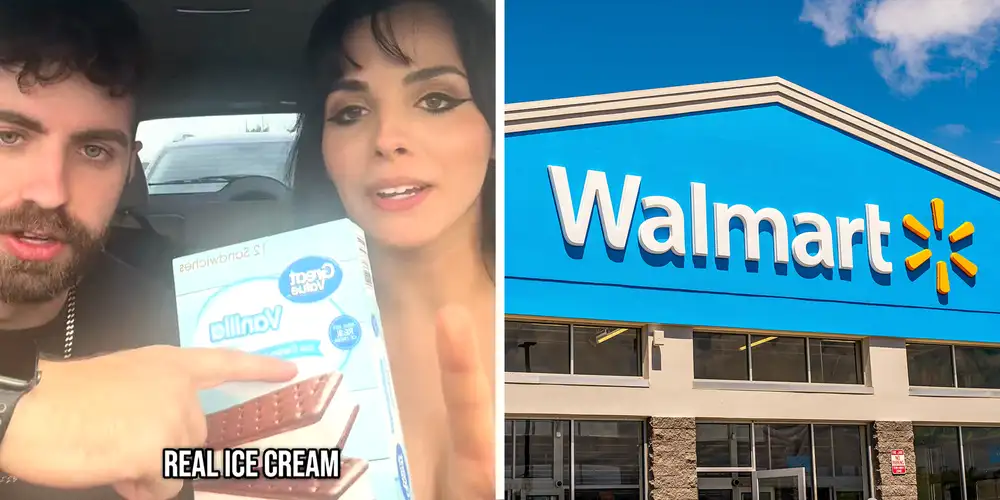 12 Sandwiches
Great
Value
Vanilla
REAL ICE CREAM
Walmart